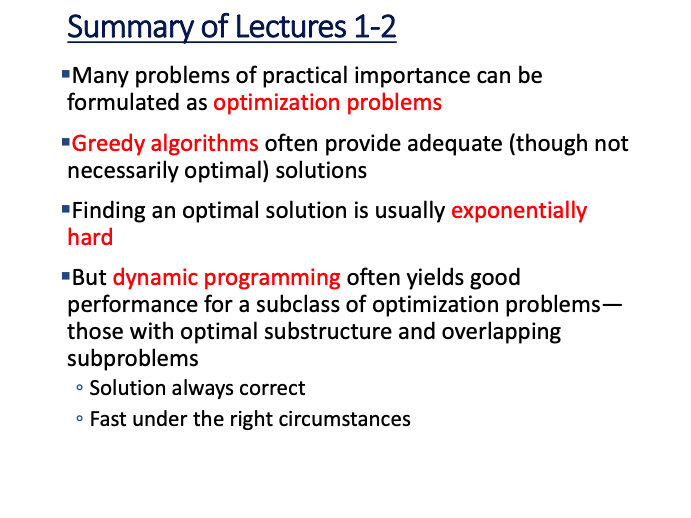 Summary of Lectures 1-2
▪Many problems of practical importance can be
formulated as optimization problems
▪Greedy algorithms often provide adequate (though not
necessarily optimal) solutions
▪Finding an optimal solution is usually exponentially
hard
▪But dynamic programming often yields good
performance for a subclass of optimization problems—
those with optimal substructure and overlapping
subproblems
◦ Solution always correct
◦ Fast under the right circumstances